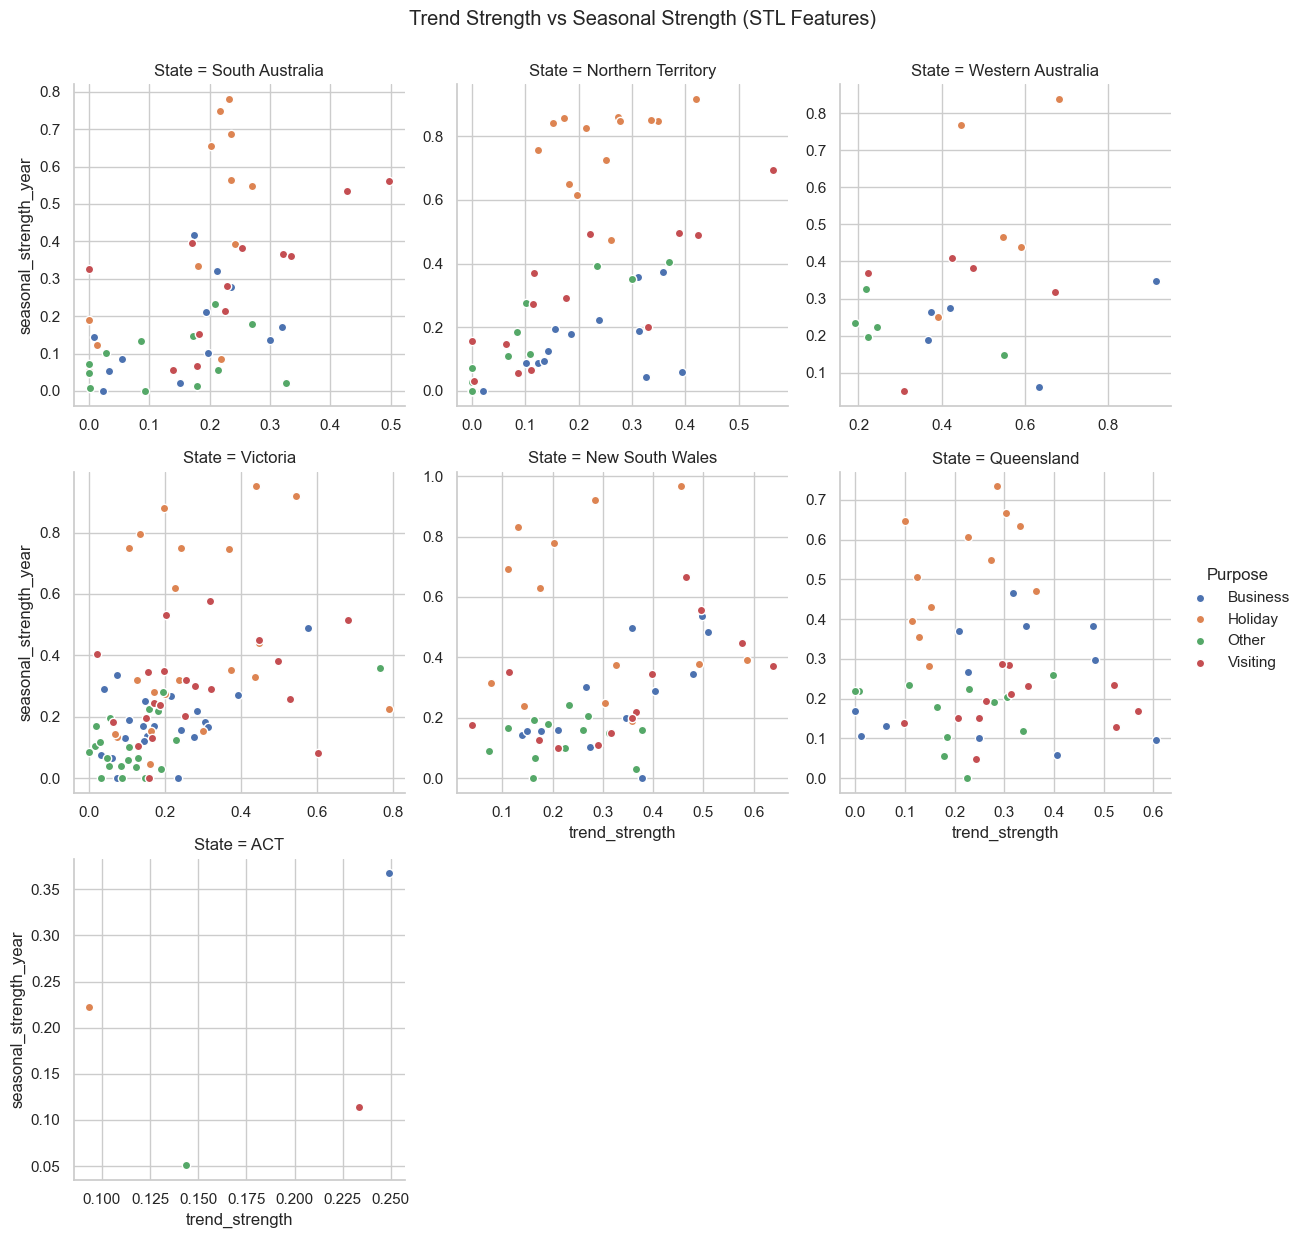 Trend Strength vs Seasonal Strength (STL Features)
State = South Australia
State = Northern Territory
State = Western Australia
seasonal_strength_year
0.8
0.7
0.6
0.5
0.4
0.3
0.2
0.1
0.0
0.0 0.1 0.2 0.3 0.4 0.5
0.8
0.6
0.4
0.2
0.0
0.0 0.1 0.2 0.3 0.4 0.5
0.8
0.7
0.6
0.5
0.4
0.3
0.2
0.1
0.2 0.4 0.6 0.8
State = Victoria
State = New South Wales
State = Queensland
seasonal_strength_year
0.8
0.6
0.4
0.2
0.0
0.0 0.2 0.4 0.6 0.8
1.0
0.8
0.6
0.4
0.2
0.0
0.1 0.2 0.3 0.4 0.5 0.6
trend_strength
0.7
0.6
0.5
0.4
0.3
0.2
0.1
0.0
0.0 0.1 0.2 0.3 0.4 0.5 0.6
trend_strength
Purpose
Business
Holiday
Other
Visiting
State = ACT
seasonal_strength_year
0.35
0.30
0.25
0.20
0.15
0.10
0.05
0.100 0.125 0.150 0.175 0.200 0.225 0.250
trend_strength